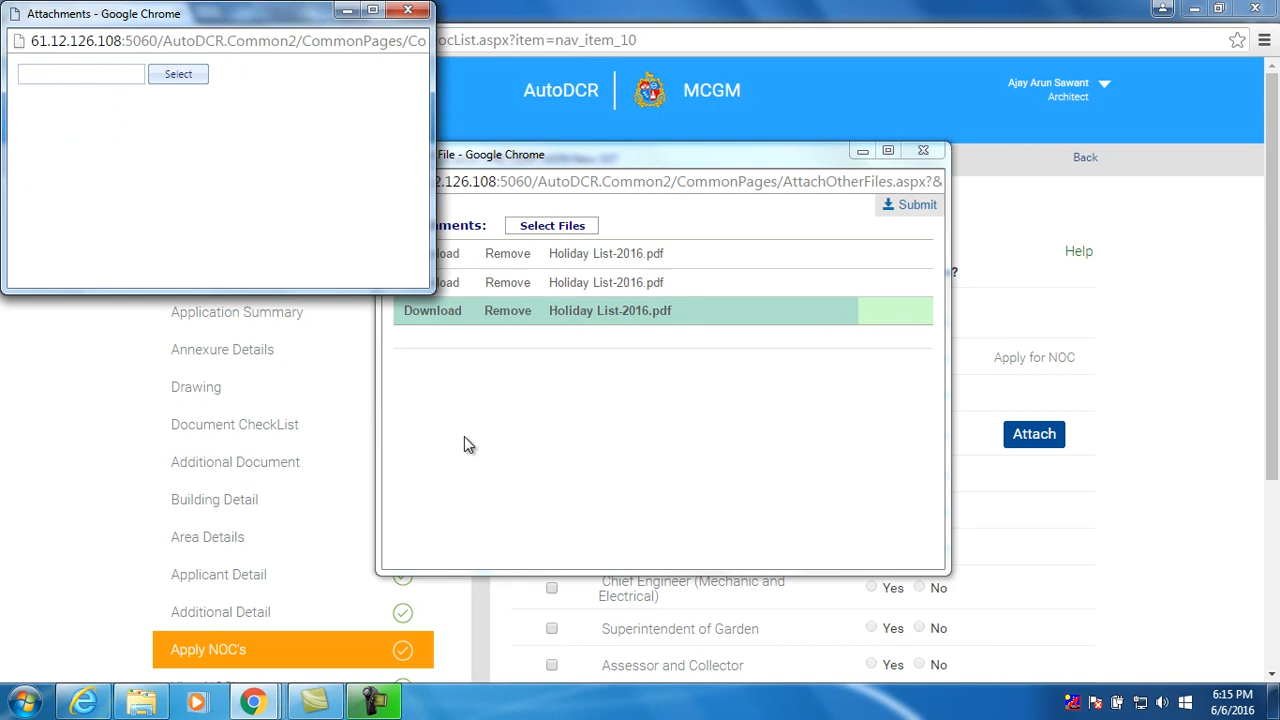 Attachments - Google Chrome
61.12.126.108:5060/AutoDCR.Common2/CommonPages/Co
Select
ocList.aspx?item=nav_item_10
AutoDCR
MCGM
Ajay Arun Sawant
Architect
Back
File - Google Chrome
2.126.108:5060/AutoDCR.Common2/CommonPages/AttachOtherFiles.aspx?&
Submit
hments:
Select Files
load Remove Holiday List-2016.pdf
load Remove Holiday List-2016.pdf
Download Remove Holiday List-2016.pdf
Help
?
Apply for NOC
Attach
Application Summary
Annexure Details
Drawing
Document CheckList
Additional Document
Building Detail
Area Details
Applicant Detail
Additional Detail
Apply NOC's
Chief Engineer (Mechanic and
Electrical)
Yes No
Superintendent of Garden
Yes No
Assessor and Collector
Yes No
6:15 PM
6/6/2016